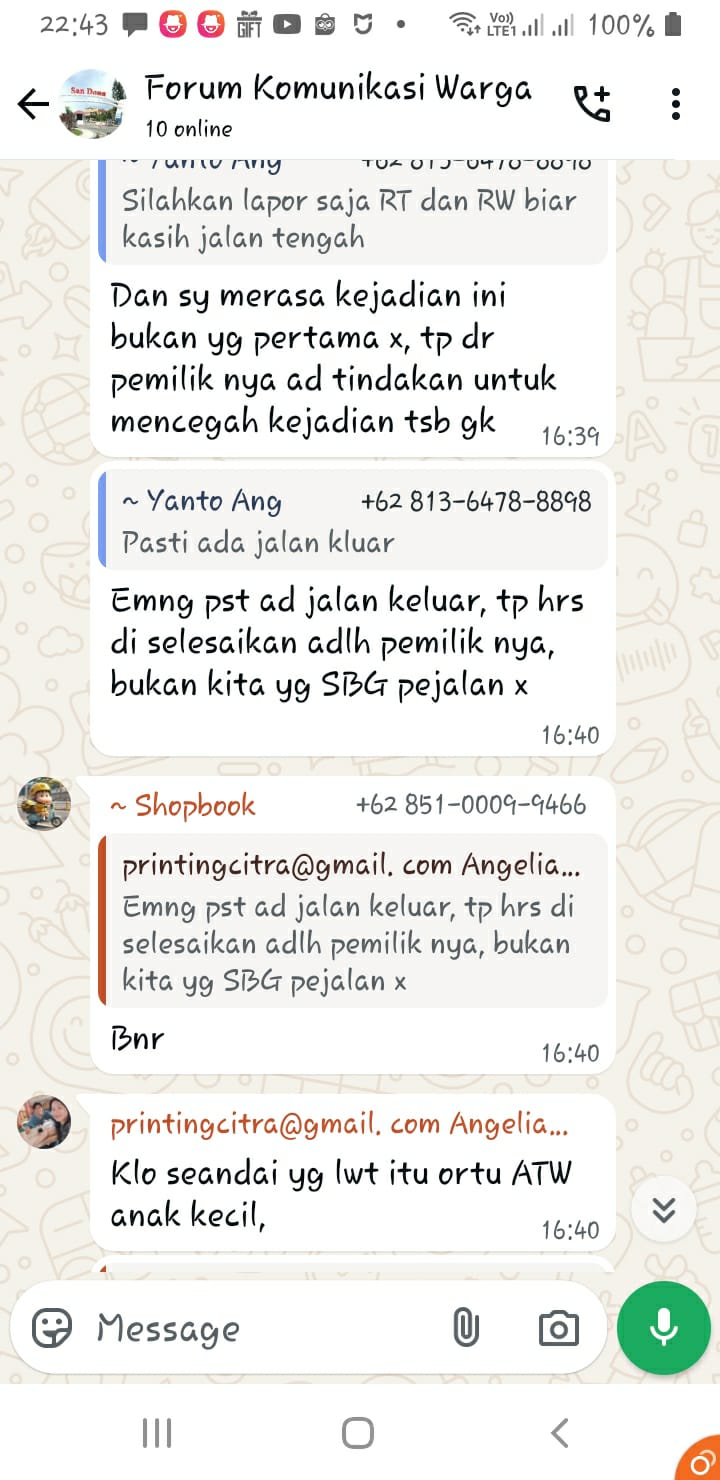 22:43
GIFT
Vo))
LTE1
100%
San Dona
Forum Komunikasi Warga
10 online
~ Yanto Ang
Silahkan lapor saja RT dan RW biar
kasih jalan tengah
Dan sy merasa kejadian ini
bukan yg pertama x, tp dr
pemilik nya ad tindakan untuk
mencegah kejadian tsb gk
16:39
~ Yanto Ang +62 813-6478-8898
Pasti ada jalan kluar
Emng pst ad jalan keluar, tp hrs
di selesaikan adlh pemilik nya,
bukan kita yg SBG pejalan x
16:40
~ Shopbook +62 851-0009-9466
printingcitra@gmail. com Angelia...
Emng pst ad jalan keluar, tp hrs di
selesaikan adlh pemilik nya, bukan
kita yg SBG pejalan x
Bnr
16:40
printingcitra@gmail. com Angelia...
Klo seandai yg lwt itu ortu ATW
anak kecil,
16:40
Message